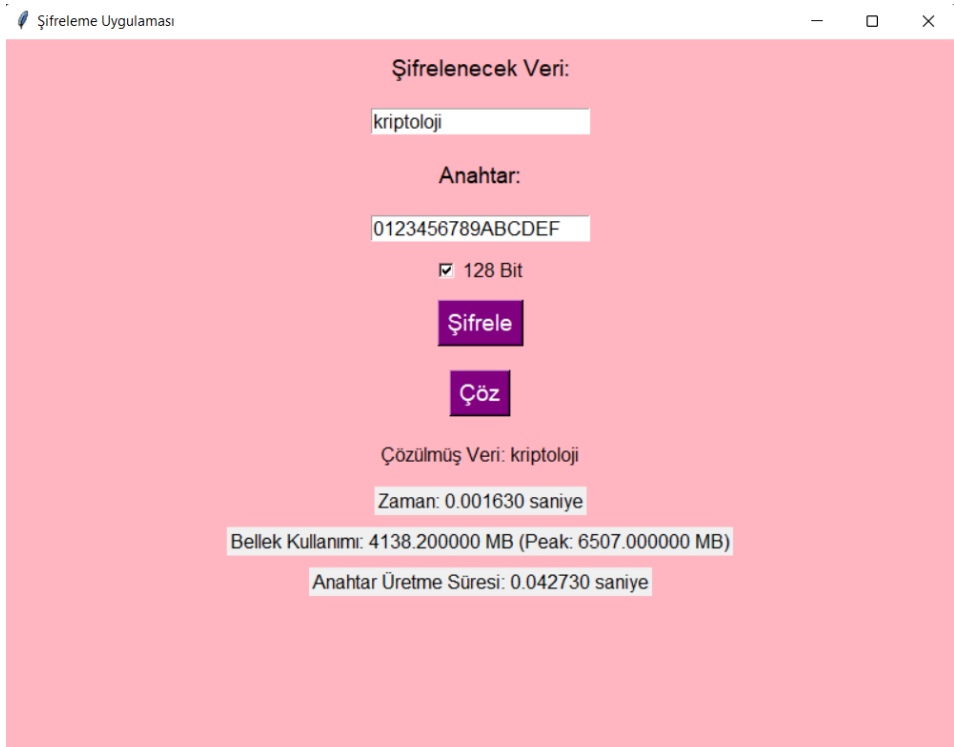 Şifreleme Uygulaması
Şifrelenecek Veri:
kriptoloji
Anahtar:
0123456789ABCDEF
128 Bit
Şifrele
Çöz
Çözülmüş Veri: kriptoloji
Zaman: 0.001630 saniye
Bellek Kullanımı: 4138.200000 MB (Peak: 6507.000000 MB)
Anahtar Üretme Süresi: 0.042730 saniye